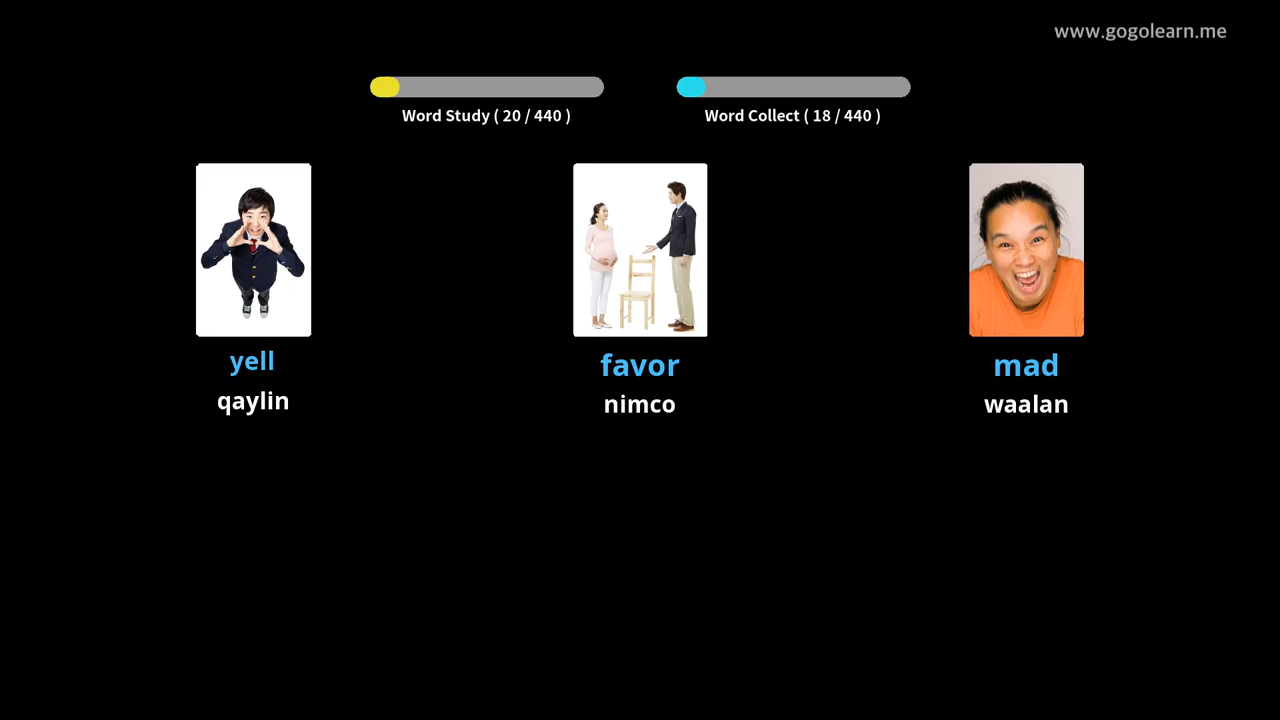 www.gogolearn.me
Word Study ( 20 / 440 )
Word Collect ( 18 / 440 )
yell
qaylin
favor
nimco
mad
waalan